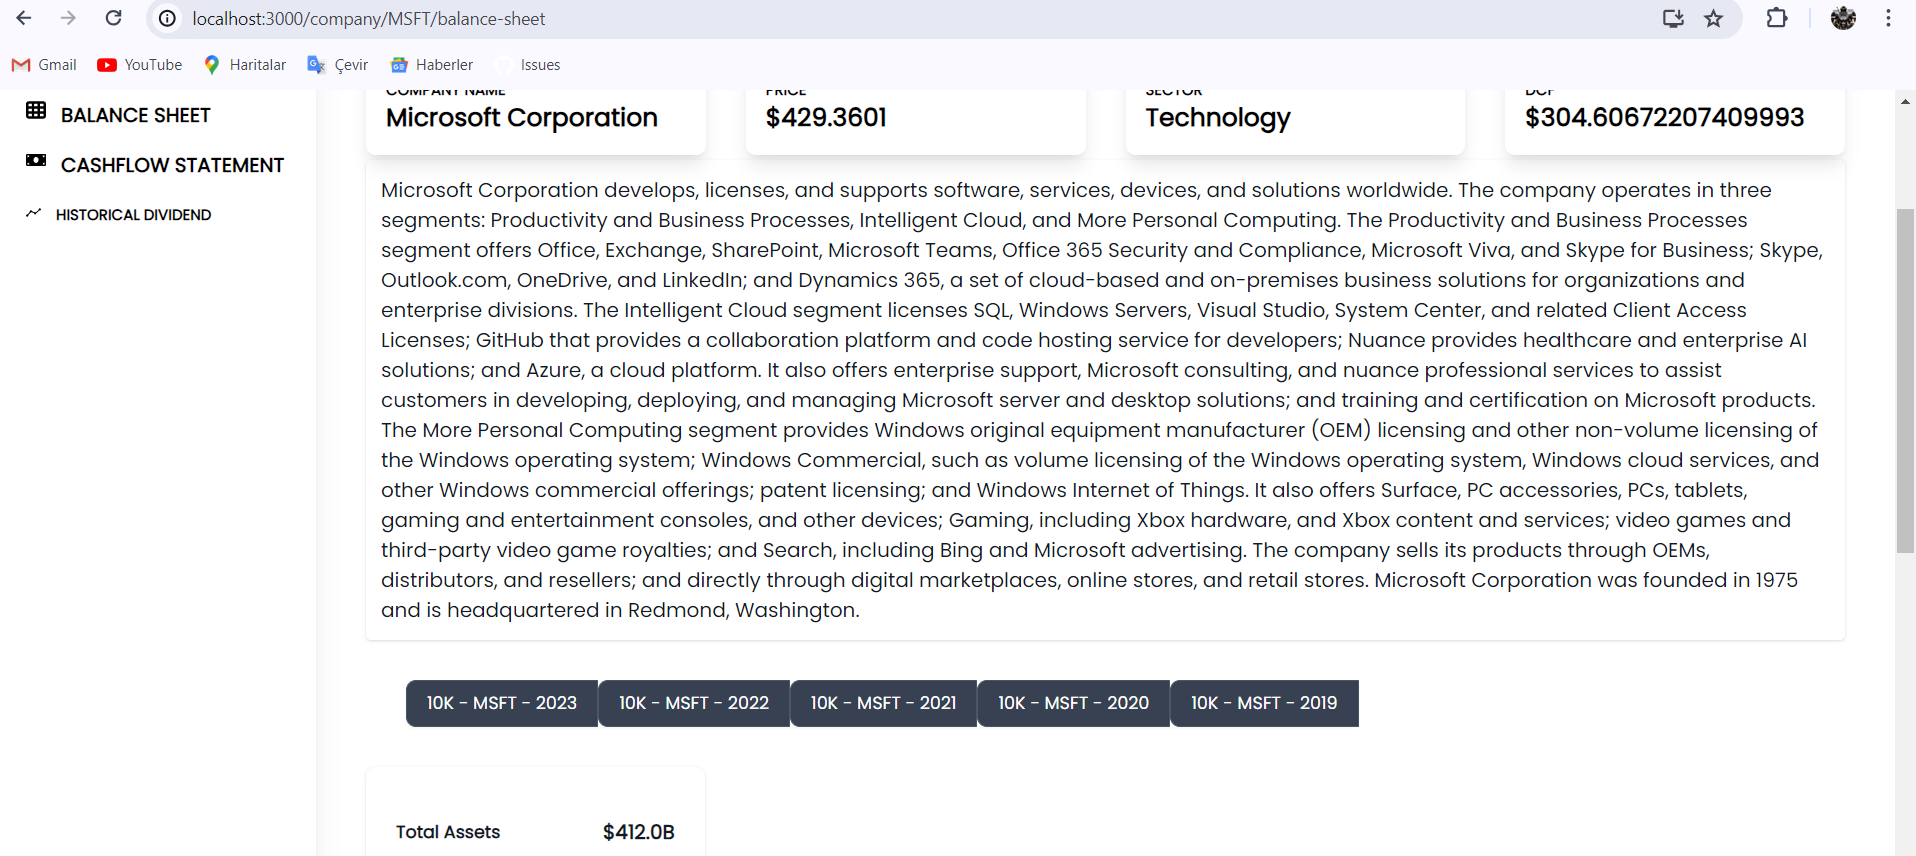 localhost:3000/company/MSFT/balance-sheet
Gmail YouTube Haritalar Çevir Haberler Issues
BALANCE SHEET
CASHFLOW STATEMENT
HISTORICAL DIVIDEND
COMPANY NAME
Microsoft Corporation
PRICE
$429.3601
SECTOR
Technology
DCF
$304.60672207409993
Microsoft Corporation develops, licenses, and supports software, services, devices, and solutions worldwide. The company operates in three
segments: Productivity and Business Processes, Intelligent Cloud, and More Personal Computing. The Productivity and Business Processes
segment offers Office, Exchange, SharePoint, Microsoft Teams, Office 365 Security and Compliance, Microsoft Viva, and Skype for Business; Skype,
Outlook.com, OneDrive, and LinkedIn; and Dynamics 365, a set of cloud-based and on-premises business solutions for organizations and
enterprise divisions. The Intelligent Cloud segment licenses SQL, Windows Servers, Visual Studio, System Center, and related Client Access
Licenses; GitHub that provides a collaboration platform and code hosting service for developers; Nuance provides healthcare and enterprise AI
solutions; and Azure, a cloud platform. It also offers enterprise support, Microsoft consulting, and nuance professional services to assist
customers in developing, deploying, and managing Microsoft server and desktop solutions; and training and certification on Microsoft products.
The More Personal Computing segment provides Windows original equipment manufacturer (OEM) licensing and other non-volume licensing of
the Windows operating system; Windows Commercial, such as volume licensing of the Windows operating system, Windows cloud services, and
other Windows commercial offerings; patent licensing; and Windows Internet of Things. It also offers Surface, PC accessories, PCs, tablets,
gaming and entertainment consoles, and other devices; Gaming, including Xbox hardware, and Xbox content and services; video games and
third-party video game royalties; and Search, including Bing and Microsoft advertising. The company sells its products through OEMs,
distributors, and resellers; and directly through digital marketplaces, online stores, and retail stores. Microsoft Corporation was founded in 1975
and is headquartered in Redmond, Washington.
10K - MSFT - 2023 10K - MSFT - 2022 10K - MSFT - 2021 10K - MSFT - 2020 10K - MSFT - 2019
Total Assets $412.0B